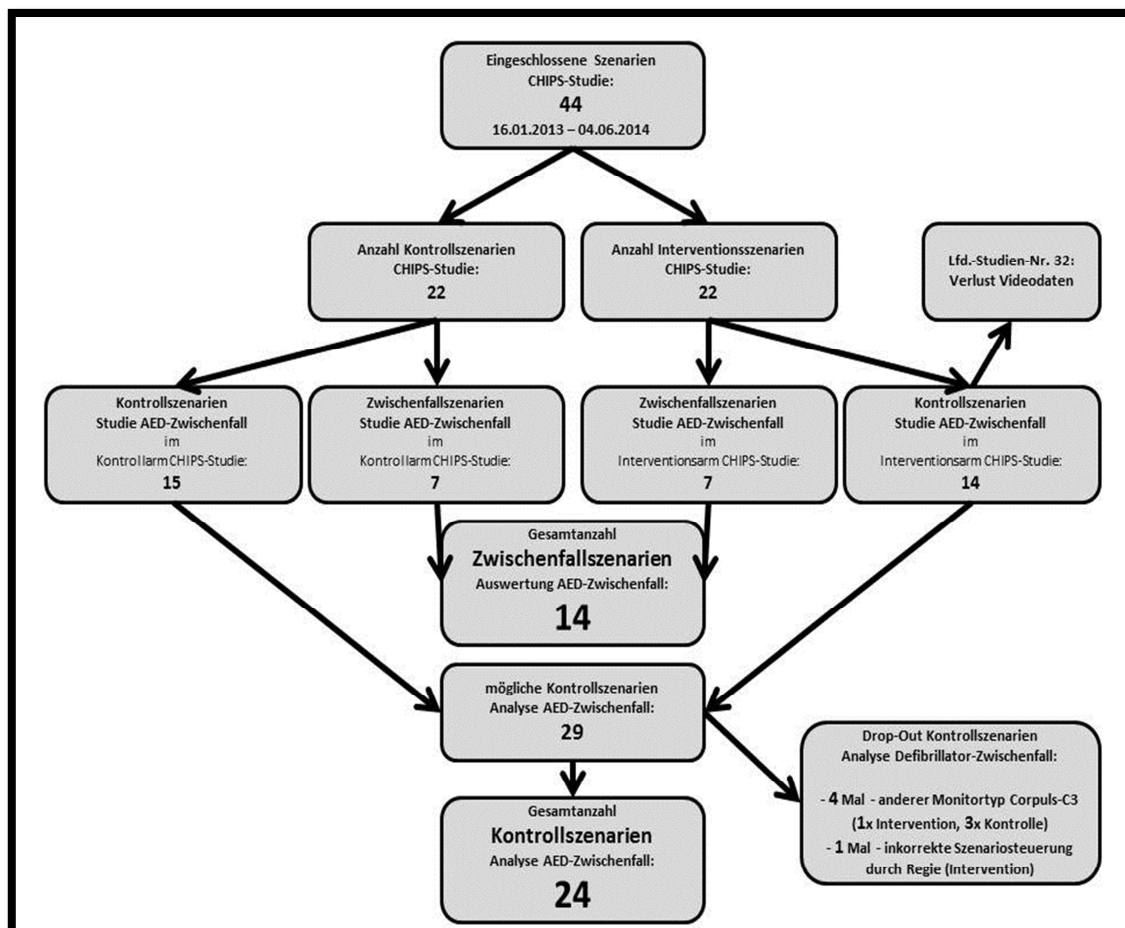 Eingeschlossene Szenarien
CHIPS-Studie:
44
16.01.2013 – 04.06.2014
Anzahl Kontrollszenarien
CHIPS-Studie:
22
Anzahl Interventionsszenarien
CHIPS-Studie:
22
Lfd.-Studien-Nr. 32:
Verlust Videodaten
Kontrollszenarien
Studie AED-Zwischenfall
im
Kontrollarm CHIPS-Studie:
15
Zwischenfallszenarien
Studie AED-Zwischenfall
im
Kontrollarm CHIPS-Studie:
7
Zwischenfallszenarien
Studie AED-Zwischenfall
im
Interventionsarm CHIPS-Studie:
7
Kontrollszenarien
Studie AED-Zwischenfall
im
Interventionsarm CHIPS-Studie:
14
Gesamtanzahl
Zwischenfallszenarien
Auswertung AED-Zwischenfall:
14
mögliche Kontrollszenarien
Analyse AED-Zwischenfall:
29
Drop-Out Kontrollszenarien
Analyse Defibrillator-Zwischenfall:
- 4 Mal - anderer Monitortyp Corpuls-C3
(1x Intervention, 3x Kontrolle)
- 1 Mal - inkorrekte Szenariosteuerung
durch Regie (Intervention)
Gesamtanzahl
Kontrollszenarien
Analyse AED-Zwischenfall:
24